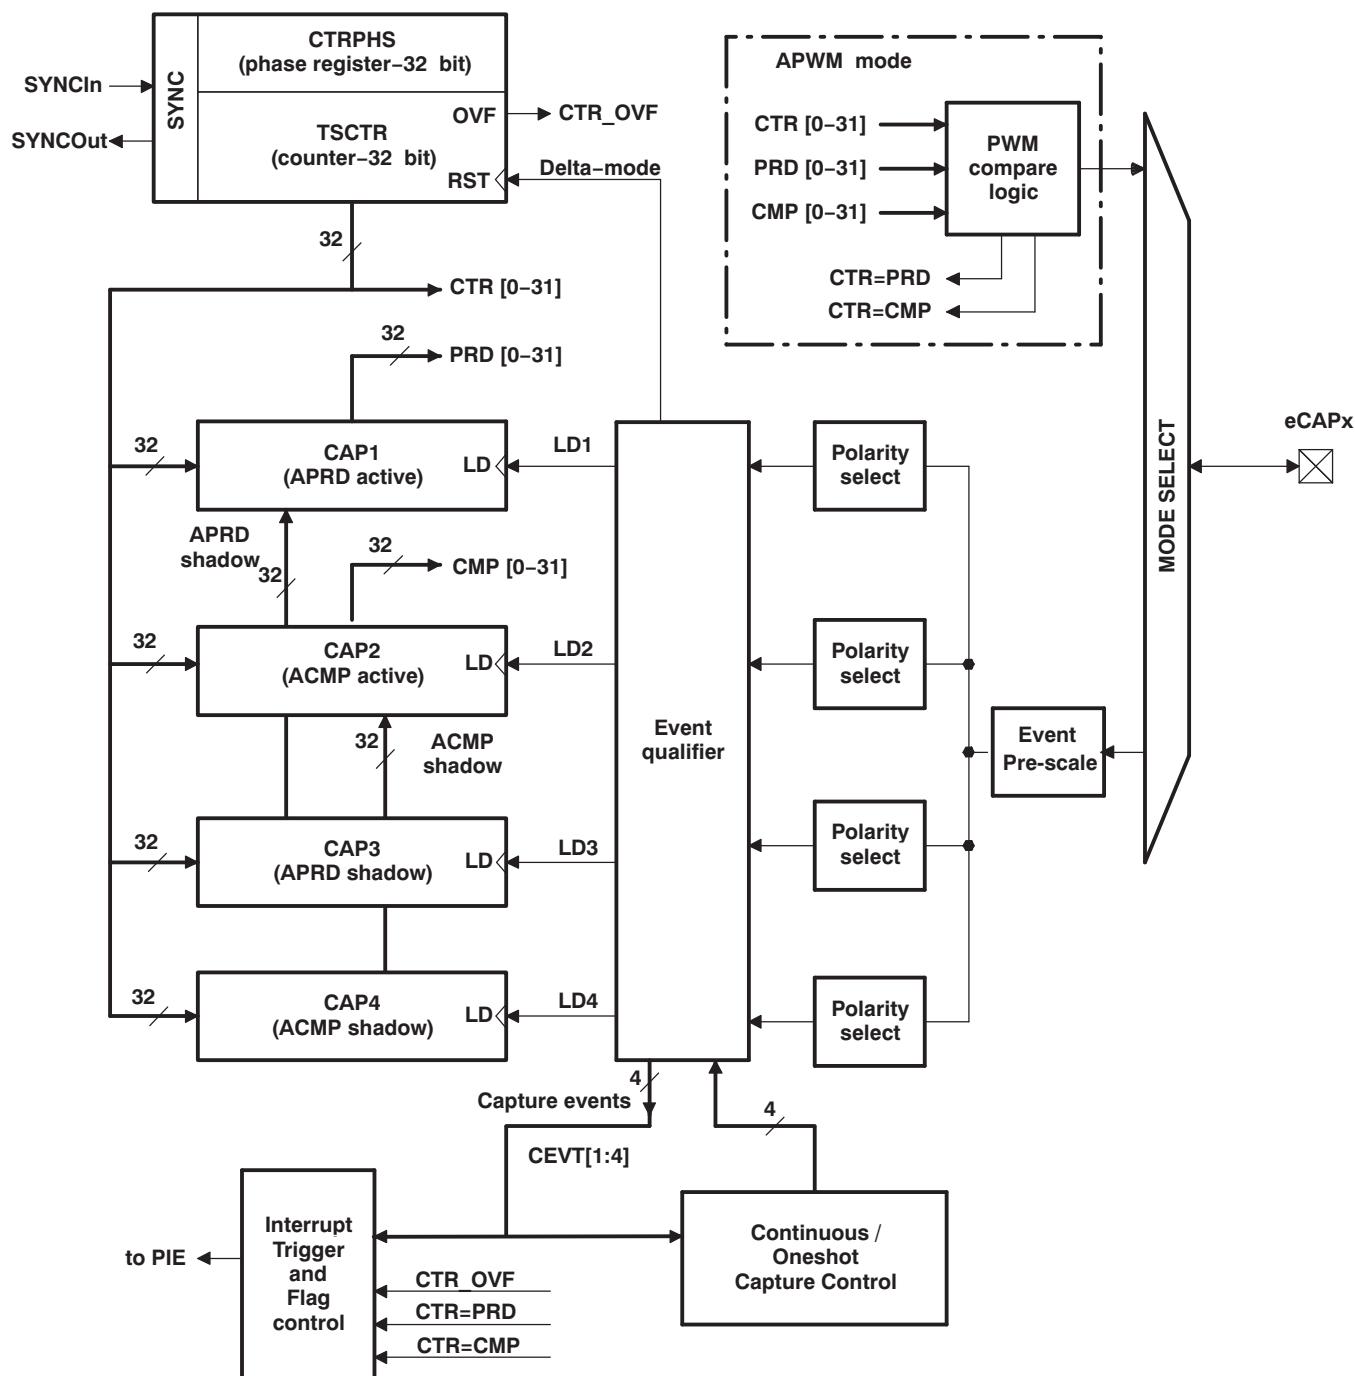 CTRPHS
(phase register−32 bit)
SYNC
SYNCIn
SYNCOut
OVF
CTR_OVF
TSCTR
(counter−32 bit)
RST
Delta−mode
32
CTR [0−31]
32
PRD [0−31]
APWM mode
CTR [0−31]
PRD [0−31]
CMP [0−31]
PWM
compare
logic
CTR=PRD
CTR=CMP
MODE SELECT
eCAPx
32
CAP1
(APRD active)
LD
LD1
Polarity
select
APRD
shadow
32
32
CMP [0−31]
32
CAP2
(ACMP active)
LD
LD2
Polarity
select
32
ACMP
shadow
Event
qualifier
Event
Pre-scale
32
CAP3
(APRD shadow)
LD
LD3
Polarity
select
32
CAP4
(ACMP shadow)
LD
LD4
Polarity
select
4
Capture events
CEVT[1:4]
4
Interrupt
Trigger
and
Flag
control
to PIE
CTR_OVF
CTR=PRD
CTR=CMP
Continuous /
Oneshot
Capture Control